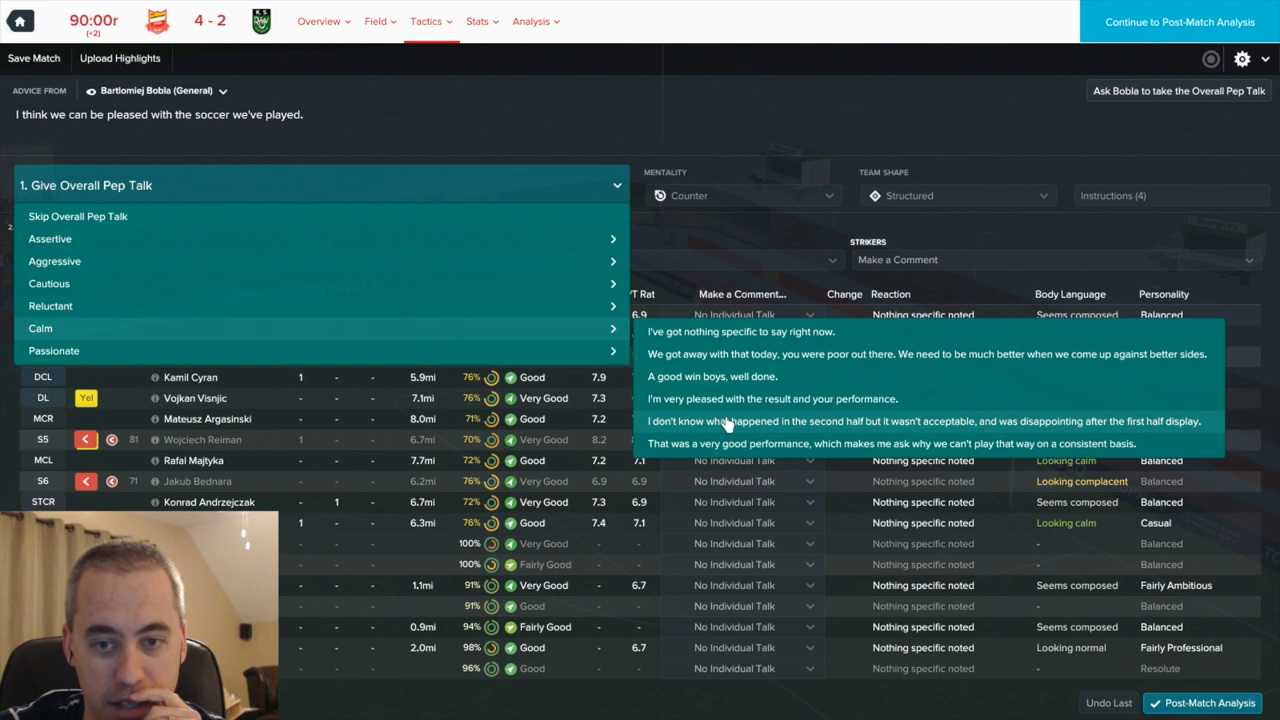 90:00r 4 - 2 Overview Field Tactics Stats Analysis Continue to Post-Match Analysis
(+2)
Save Match Upload Highlights
ADVICE FROM Bartlomiej Bobla (General) Ask Bobla to take the Overall Pep Talk
I think we can be pleased with the soccer we've played.
MENTALITY TEAM SHAPE
1. Give Overall Pep Talk Counter Structured Instructions (4)
Skip Overall Pep Talk
Assertive STRIKERS
Aggressive Make a Comment
Cautious
Rat Make a Comment... Change Reaction Body Language Personality
Reluctant 6.9 No Individual Talk Nothing specific noted Seems composed Balanced
Calm I've got nothing specific to say right now.
Passionate We got away with that today, you were poor out there. We need to be much better when we come up against better sides.
A good win boys, well done.
I'm very pleased with the result and your performance.
I don't know what happened in the second half but it wasn't acceptable, and was disappointing after the first half display.
That was a very good performance, which makes me ask why we can't play that way on a consistent basis.
DCL Kamil Cyran 1 - - 5.9mi 76% Good 7.9
DL Yel Vojkan Visnjic - - - 7.1mi 76% Very Good 7.3
MCR Mateusz Argasinski - - - 8.0mi 71% Good 7.2
S5 81 Wojciech Reiman 1 - - 6.7mi 70% Very Good 8.2
MCL Rafal Majtyka - - - 7.7mi 72% Good 7.2 7.1 No Individual Talk Nothing specific noted Looking calm Balanced
S6 71 Jakub Bednara - - - 6.2mi 76% Very Good 6.9 6.9 No Individual Talk Nothing specific noted Looking complacent Balanced
STCR Konrad Andrzejczak - 1 - 6.7mi 72% Very Good 7.3 6.9 No Individual Talk Nothing specific noted Seems composed Balanced
1 - - 6.3mi 76% Good 7.4 7.1 No Individual Talk Nothing specific noted Looking calm Casual
- - - 100% Very Good - - No Individual Talk Nothing specific noted - Balanced
- - - 100% Fairly Good - - No Individual Talk Nothing specific noted - Balanced
- - - 1.1mi 91% Very Good - 6.7 No Individual Talk Nothing specific noted Seems composed Fairly Ambitious
- - - 91% Good - - No Individual Talk Nothing specific noted - Balanced
- - - 0.9mi 94% Fairly Good - - No Individual Talk Nothing specific noted Seems composed Balanced
- - - 2.0mi 98% Good - 6.7 No Individual Talk Nothing specific noted Looking normal Fairly Professional
- - - 96% Good - - No Individual Talk Nothing specific noted - Resolute
Undo Last Post-Match Analysis